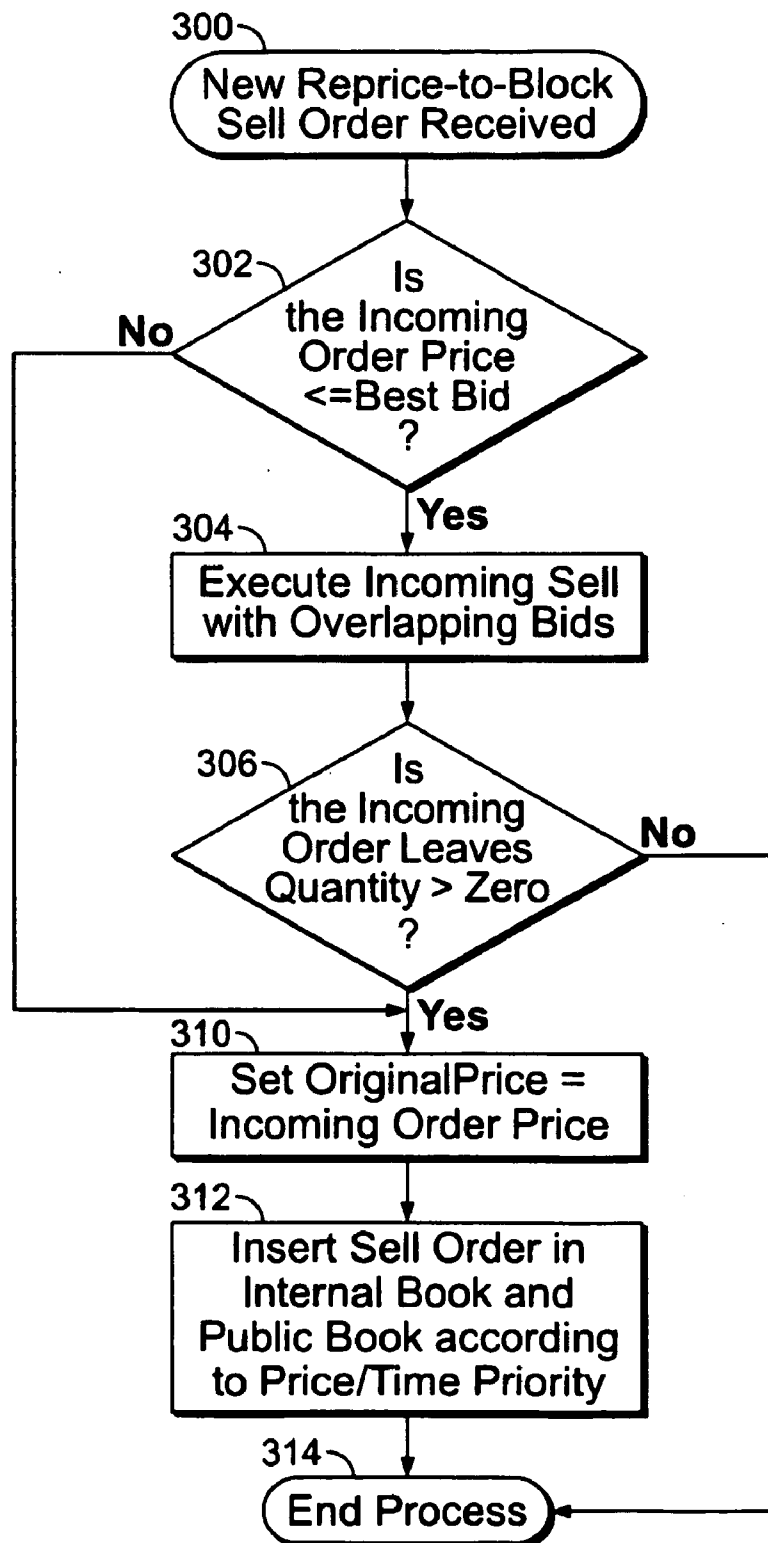 300
New Reprice-to-Block
Sell Order Received
302
Is
the Incoming
Order Price
<=Best Bid
?
No
Yes
304
Execute Incoming Sell
with Overlapping Bids
306
Is
the Incoming
Order Leaves
Quantity > Zero
?
No
Yes
310
Set OriginalPrice =
Incoming Order Price
312
Insert Sell Order in
Internal Book and
Public Book according
to Price/Time Priority
314
End Process